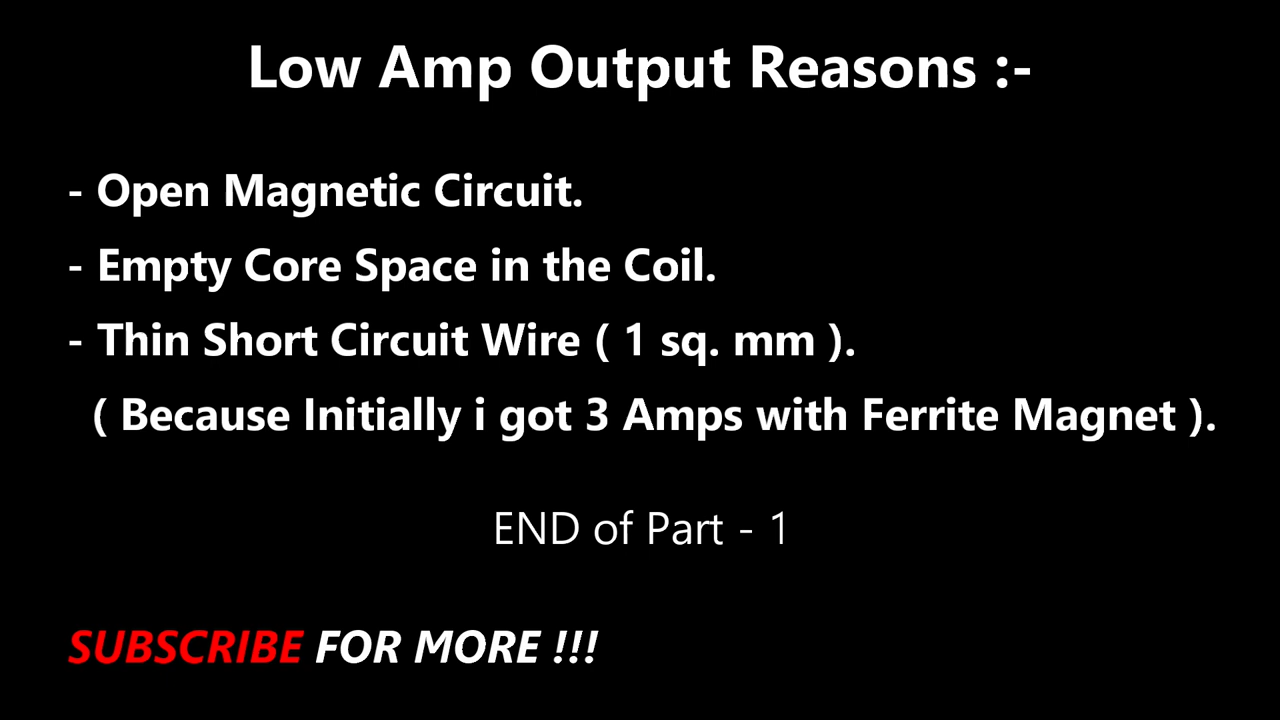 Low Amp Output Reasons :-
- Open Magnetic Circuit.
- Empty Core Space in the Coil.
- Thin Short Circuit Wire ( 1 sq. mm ).
( Because Initially i got 3 Amps with Ferrite Magnet ).
END of Part - 1
SUBSCRIBE FOR MORE !!!